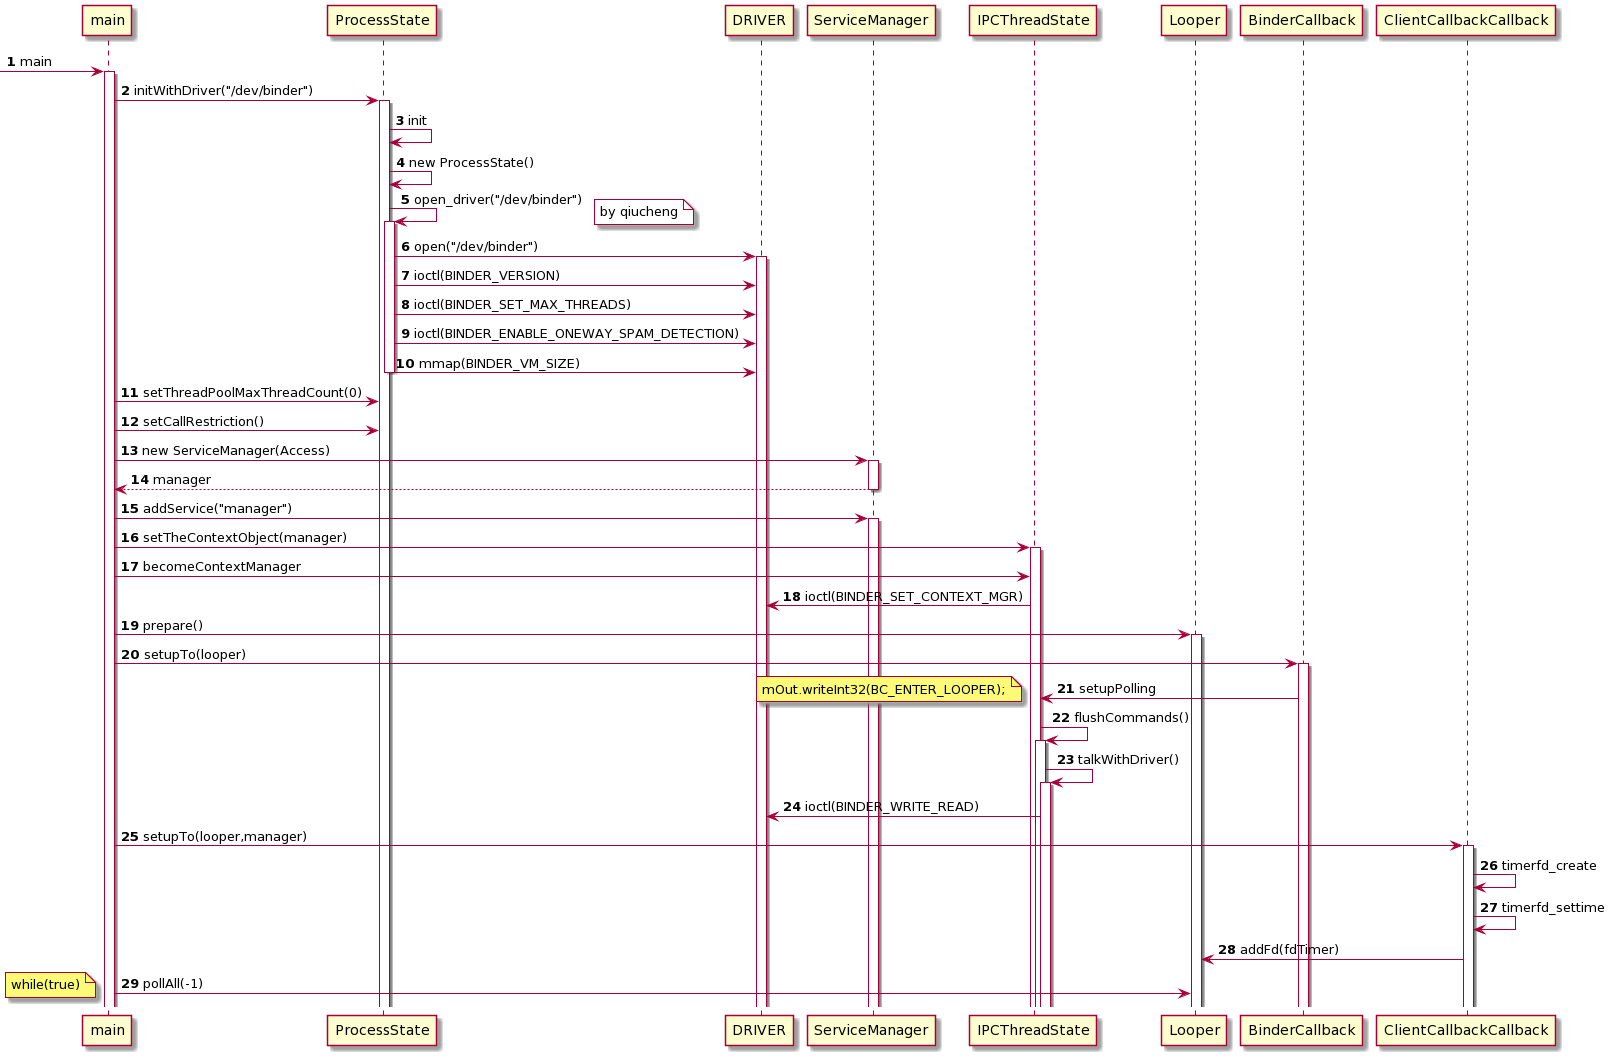 main ProcessState DRIVER ServiceManager IPCThreadState Looper BinderCallback ClientCallbackCallback
1 main
2 initWithDriver("/dev/binder")
3 init
4 new ProcessState()
5 open_driver("/dev/binder")
by qiucheng
6 open("/dev/binder")
7 ioctl(BINDER_VERSION)
8 ioctl(BINDER_SET_MAX_THREADS)
9 ioctl(BINDER_ENABLE_ONEWAY_SPAM_DETECTION)
10 mmap(BINDER_VM_SIZE)
11 setThreadPoolMaxThreadCount(0)
12 setCallRestriction()
13 new ServiceManager(Access)
14 manager
15 addService("manager")
16 setTheContextObject(manager)
17 becomeContextManager
18 ioctl(BINDER_SET_CONTEXT_MGR)
19 prepare()
20 setupTo(looper)
mOut.writeInt32(BC_ENTER_LOOPER);
21 setupPolling
22 flushCommands()
23 talkWithDriver()
24 ioctl(BINDER_WRITE_READ)
25 setupTo(looper,manager)
26 timerfd_create
27 timerfd_settime
28 addFd(fdTimer)
while(true)
29 pollAll(-1)
main ProcessState DRIVER ServiceManager IPCThreadState Looper BinderCallback ClientCallbackCallback